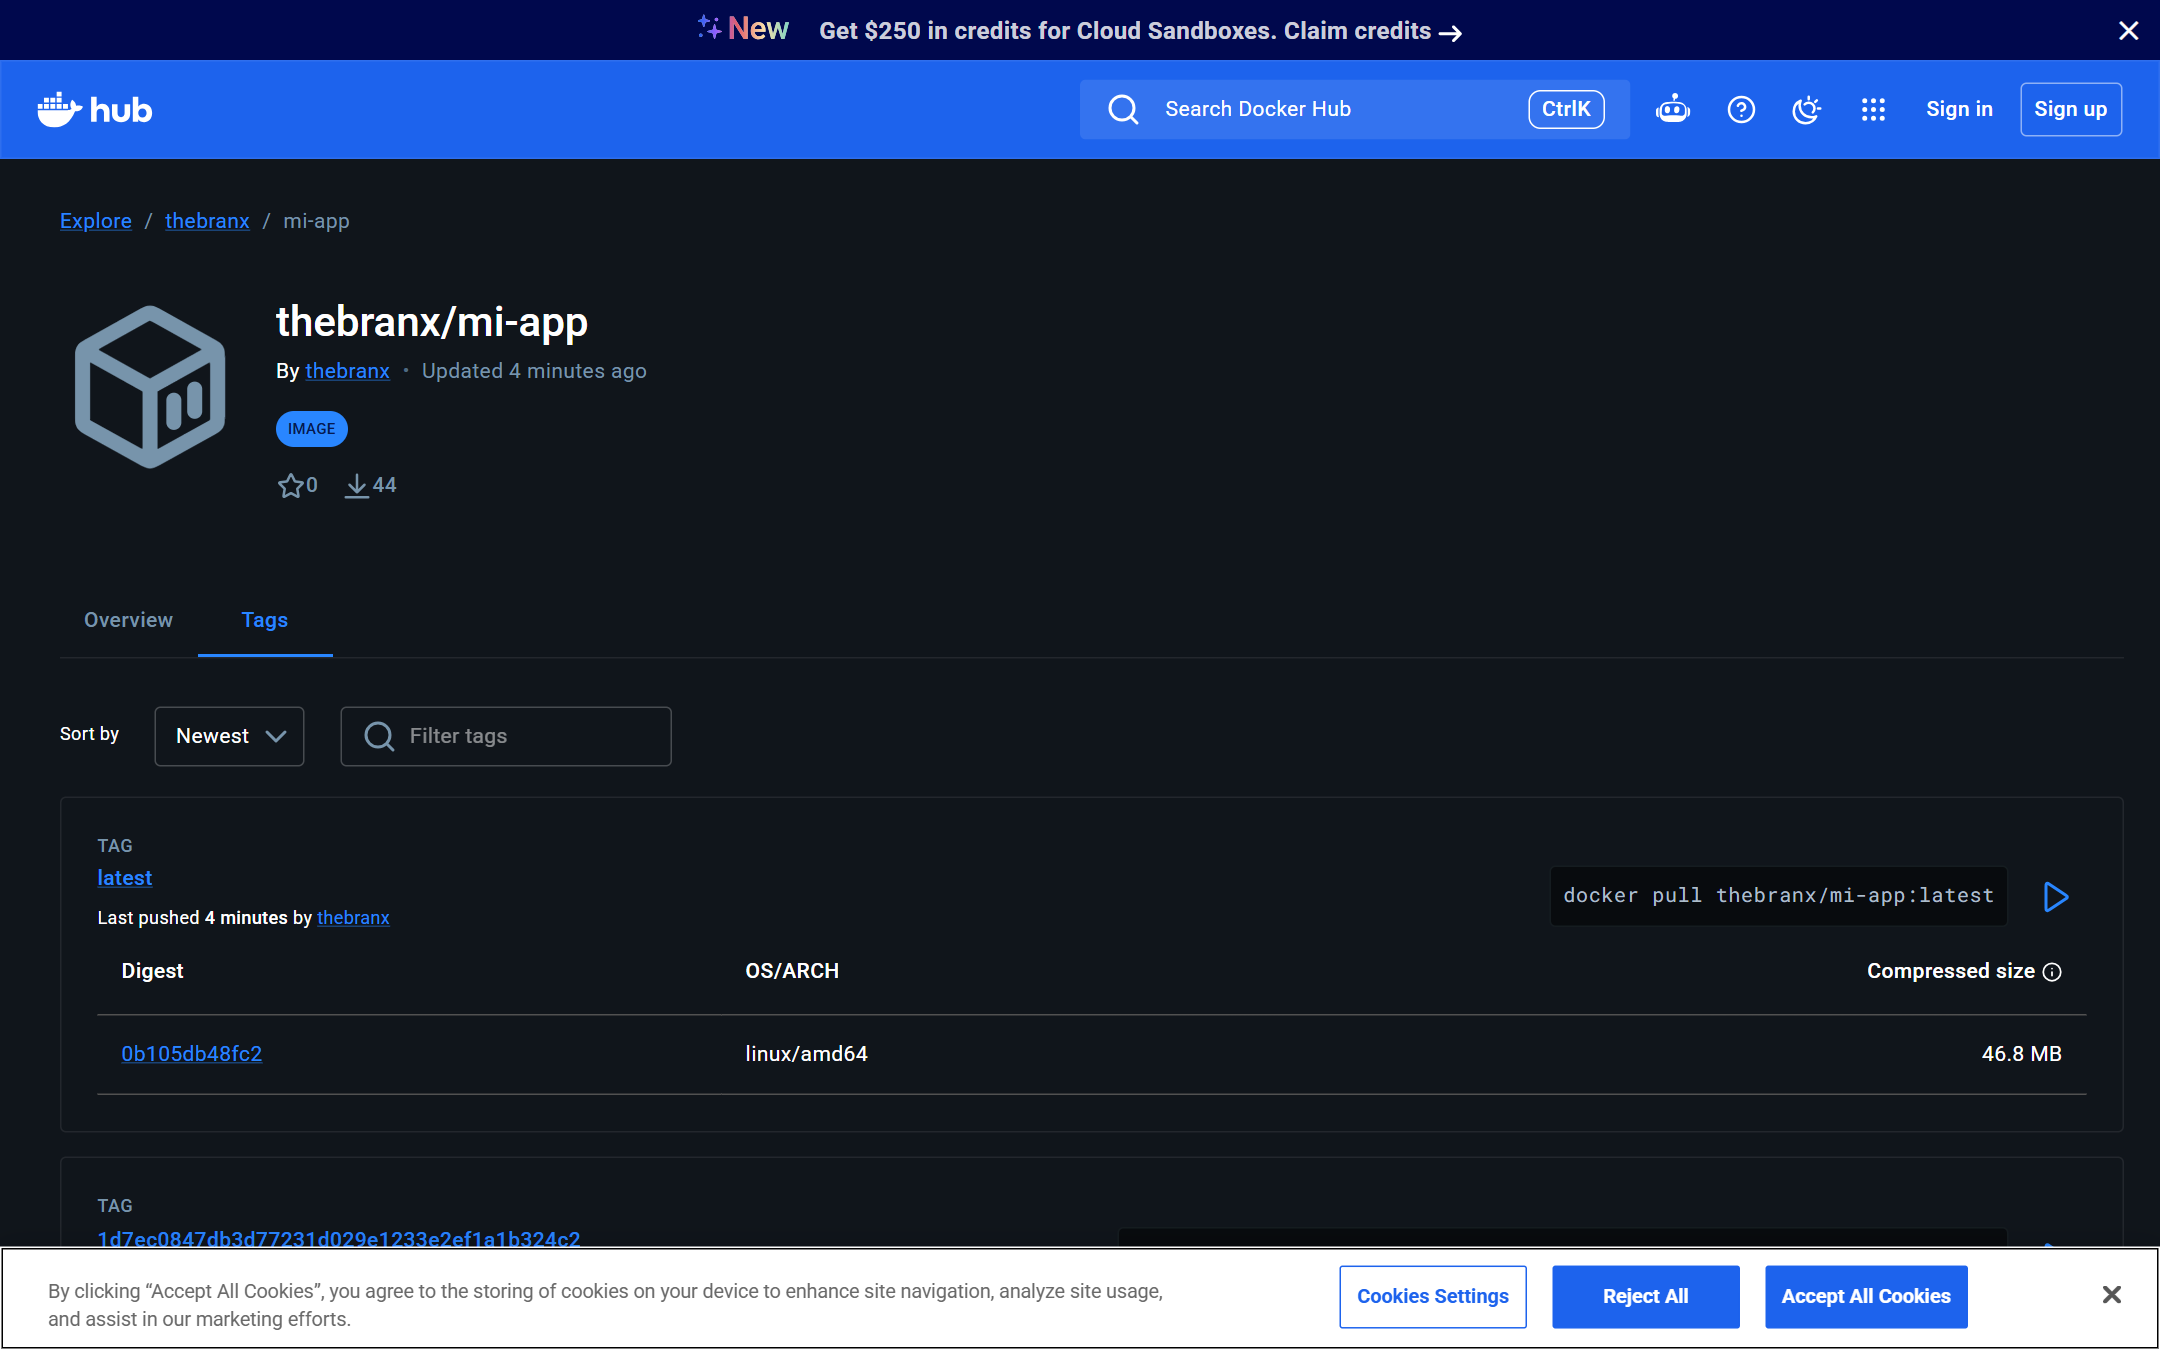 New Get $250 in credits for Cloud Sandboxes. Claim credits →
hub
Search Docker Hub CtrlK
Sign in Sign up
Explore / thebranx / mi-app
thebranx/mi-app
By thebranx • Updated 4 minutes ago
IMAGE
0 44
Overview Tags
Sort by Newest Filter tags
TAG
latest
docker pull thebranx/mi-app:latest
Last pushed 4 minutes by thebranx
Digest OS/ARCH Compressed size
0b105db48fc2 linux/amd64 46.8 MB
TAG
1d7ec0847db3d77231d029e1233e2ef1a1b324c2
By clicking “Accept All Cookies”, you agree to the storing of cookies on your device to enhance site navigation, analyze site usage,
and assist in our marketing efforts.
Cookies Settings Reject All Accept All Cookies